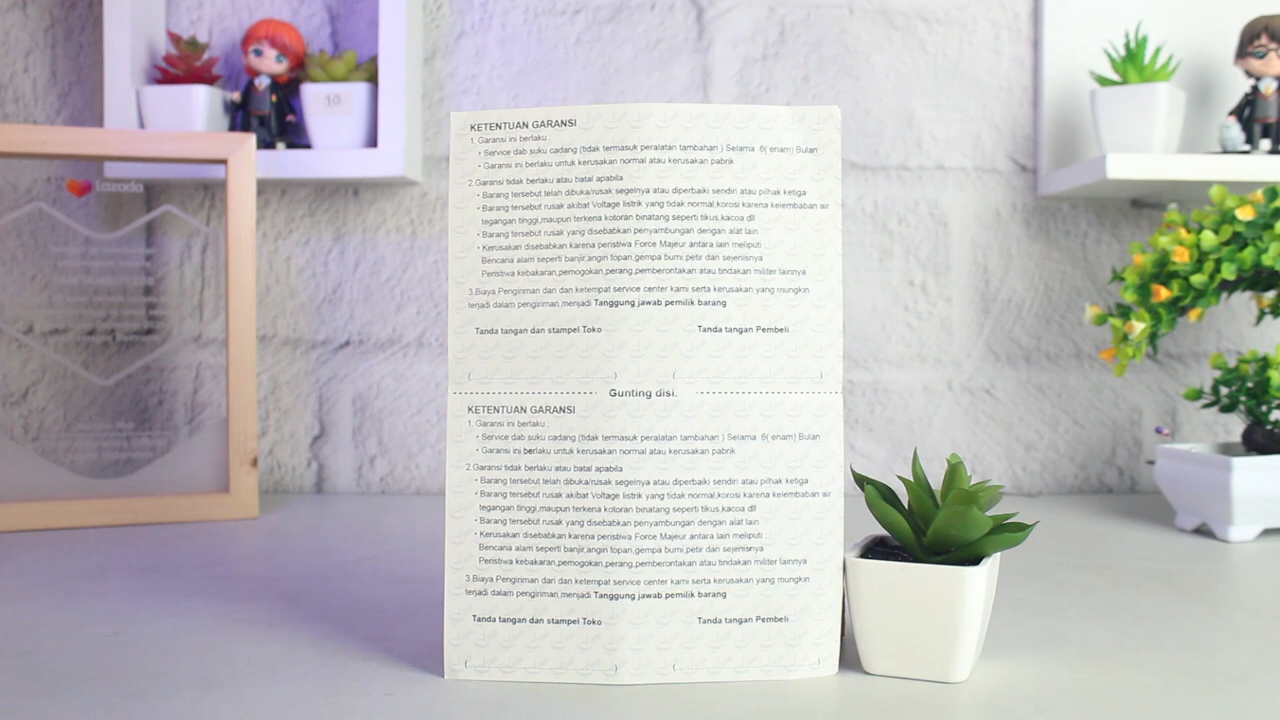 10
Lazada
KETENTUAN GARANSI
1. Garansi ini berlaku :
• Service dab suku cadang (tidak termasuk peralatan tambahan ) Selama 6( enam) Bulan
• Garansi ini berlaku untuk kerusakan normal atau kerusakan pabrik
2.Garansi tidak berlaku atau batal apabila
• Barang tersebut telah dibuka/rusak segelnya atau diperbaiki sendiri atau pilhak ketiga
• Barang tersebut rusak akibat Voltage listrik yang tidak normal,korosi karena kelembaban air
tegangan tinggi,maupun terkena kotoran binatang seperti tikus,kacoa dll
• Barang tersebut rusak yang disebabkan penyambungan dengan alat lain
• Kerusakan disebabkan karena peristiwa Force Majeur antara lain meliputi :
Bencana alam seperti banjir,angin topan,gempa bumi,petir dan sejenisnya
Peristiwa kebakaran,pemogokan,perang,pemberontakan atau tindakan militer lainnya
3.Biaya Pengiriman dari dan ketempat service center kami serta kerusakan yang mungkin
terjadi dalam pengiriman menjadi Tanggung jawab pemilik barang
Tanda tangan dan stampel Toko Tanda tangan Pembeli
(......................................) (......................................)
Gunting disi.
KETENTUAN GARANSI
1. Garansi ini berlaku :
• Service dab suku cadang (tidak termasuk peralatan tambahan ) Selama 6( enam) Bulan
• Garansi ini berlaku untuk kerusakan normal atau kerusakan pabrik
2.Garansi tidak berlaku atau batal apabila
• Barang tersebut telah dibuka/rusak segelnya atau diperbaiki sendiri atau pilhak ketiga
• Barang tersebut rusak akibat Voltage listrik yang tidak normal,korosi karena kelembaban air
tegangan tinggi,maupun terkena kotoran binatang seperti tikus,kacoa dll
• Barang tersebut rusak yang disebabkan penyambungan dengan alat lain
• Kerusakan disebabkan karena peristiwa Force Majeur antara lain meliputi :
Bencana alam seperti banjir,angin topan,gempa bumi,petir dan sejenisnya
Peristiwa kebakaran,pemogokan,perang,pemberontakan atau tindakan militer lainnya
3.Biaya Pengiriman dari dan ketempat service center kami serta kerusakan yang mungkin
terjadi dalam pengiriman menjadi Tanggung jawab pemilik barang
Tanda tangan dan stampel Toko Tanda tangan Pembeli
(......................................) (......................................)